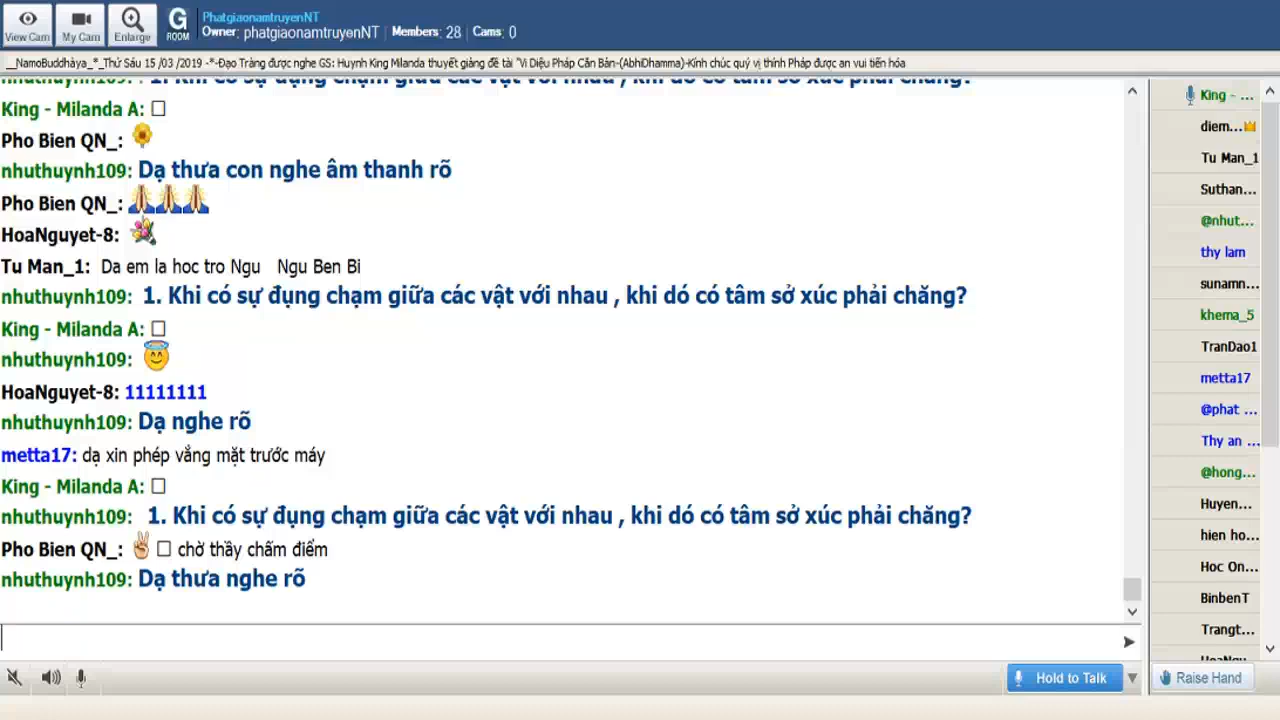 PhatgiaonamtruyenNT
View Cam My Cam Enlarge G ROOM Owner: phatgiaonamtruyenNT Members: 28 Cams: 0
__NamoBuddhàya_*_Thứ Sáu 15 /03 /2019 -*-Đạo Tràng được nghe GS: Huynh King Milanda thuyết giảng đề tài "Vi Diệu Pháp Căn Bản-(AbhiDhamma)-Kính chúc quý vị thính Pháp được an vui tiến hóa
nhuthuynh109: 1. Khi có sự đụng chạm giữa các vật với nhau , khi dó có tâm sở xúc phải chăng?
King - Milanda A:
Pho Bien QN_:
nhuthuynh109: Dạ thưa con nghe âm thanh rõ
Pho Bien QN_:
HoaNguyet-8:
Tu Man_1: Da em la hoc tro Ngu Ngu Ben Bi
nhuthuynh109: 1. Khi có sự đụng chạm giữa các vật với nhau , khi dó có tâm sở xúc phải chăng?
King - Milanda A:
nhuthuynh109:
HoaNguyet-8: 11111111
nhuthuynh109: Dạ nghe rõ
metta17: dạ xin phép vắng mặt trước máy
King - Milanda A:
nhuthuynh109: 1. Khi có sự đụng chạm giữa các vật với nhau , khi dó có tâm sở xúc phải chăng?
Pho Bien QN_: chờ thầy chấm điểm
nhuthuynh109: Dạ thưa nghe rõ
King - ...
diem...
Tu Man_1
Suthan...
@nhut...
thy lam
sunamn...
khema_5
TranDao1
metta17
@phat ...
Thy an ...
@hong...
Huyen...
hien ho...
Hoc On...
BinbenT
Trangt...
HoaNgu...
Hold to Talk
Raise Hand